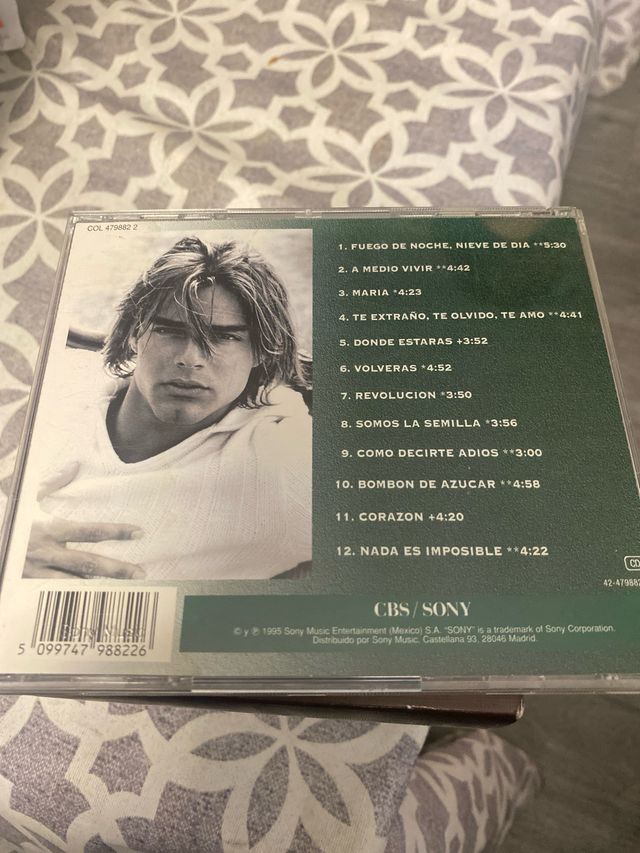 COL 479882 2
1. FUEGO DE NOCHE, NIEVE DE DIA **5:30
2. A MEDIO VIVIR **4:42
3. MARIA *4:23
4. TE EXTRAÑO, TE OLVIDO, TE AMO **4:41
5. DONDE ESTARAS +3:52
6. VOLVERAS *4:52
7. REVOLUCION *3:50
8. SOMOS LA SEMILLA *3:56
9. COMO DECIRTE ADIOS **3:00
10. BOMBON DE AZUCAR **4:58
11. CORAZON +4:20
12. NADA ES IMPOSIBLE **4:22
CD
42-479882
CBS/SONY
© y ℗ 1995 Sony Music Entertainment (Mexico) S.A. "SONY" is a trademark of Sony Corporation.
Distribuido por Sony Music. Castellana 93, 28046 Madrid.
5 099747 988226